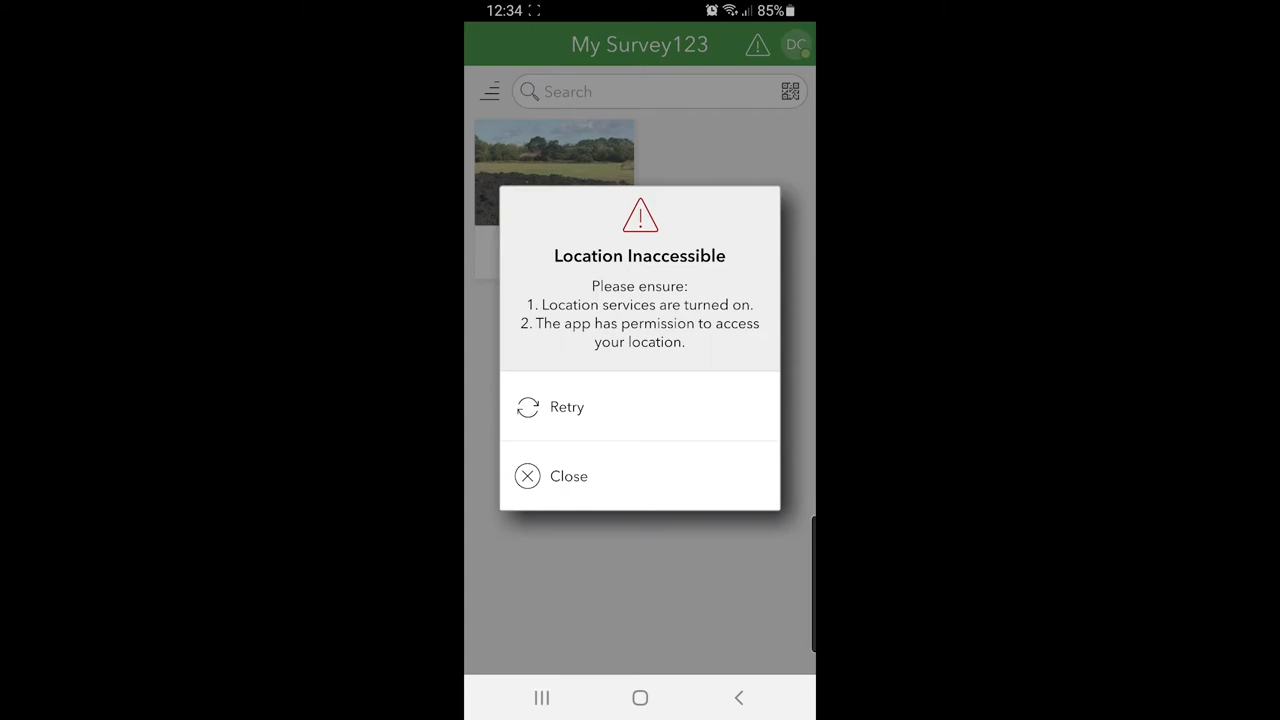 12:34
85%
My Survey123
DC
Search
Location Inaccessible
Please ensure:
1. Location services are turned on.
2. The app has permission to access
your location.
Retry
Close